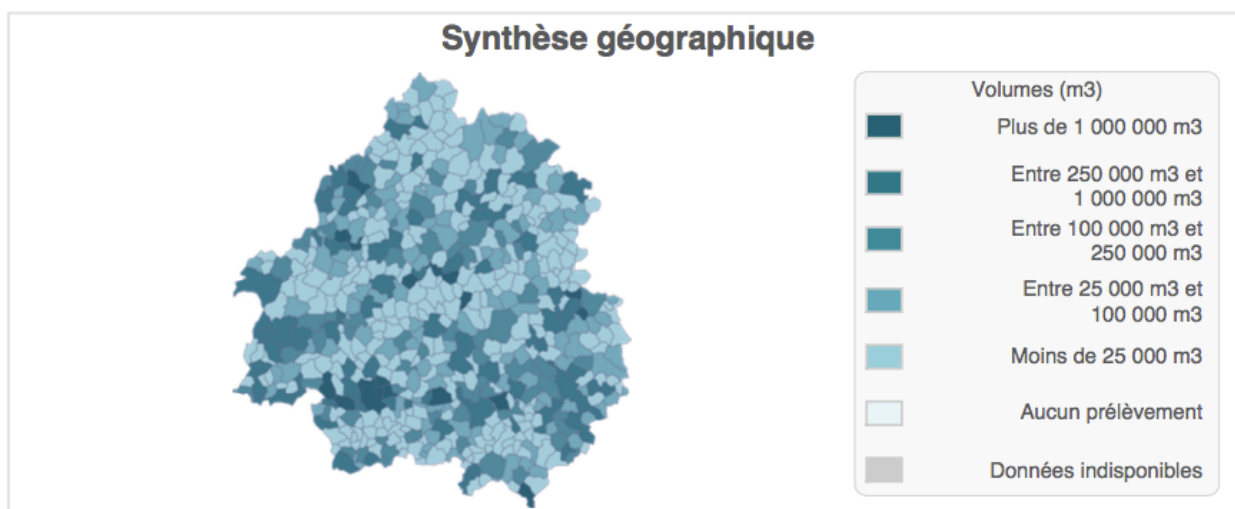 Synthèse géographique
Volumes (m3)
Plus de 1 000 000 m3
Entre 250 000 m3 et
1 000 000 m3
Entre 100 000 m3 et
250 000 m3
Entre 25 000 m3 et
100 000 m3
Moins de 25 000 m3
Aucun prélèvement
Données indisponibles